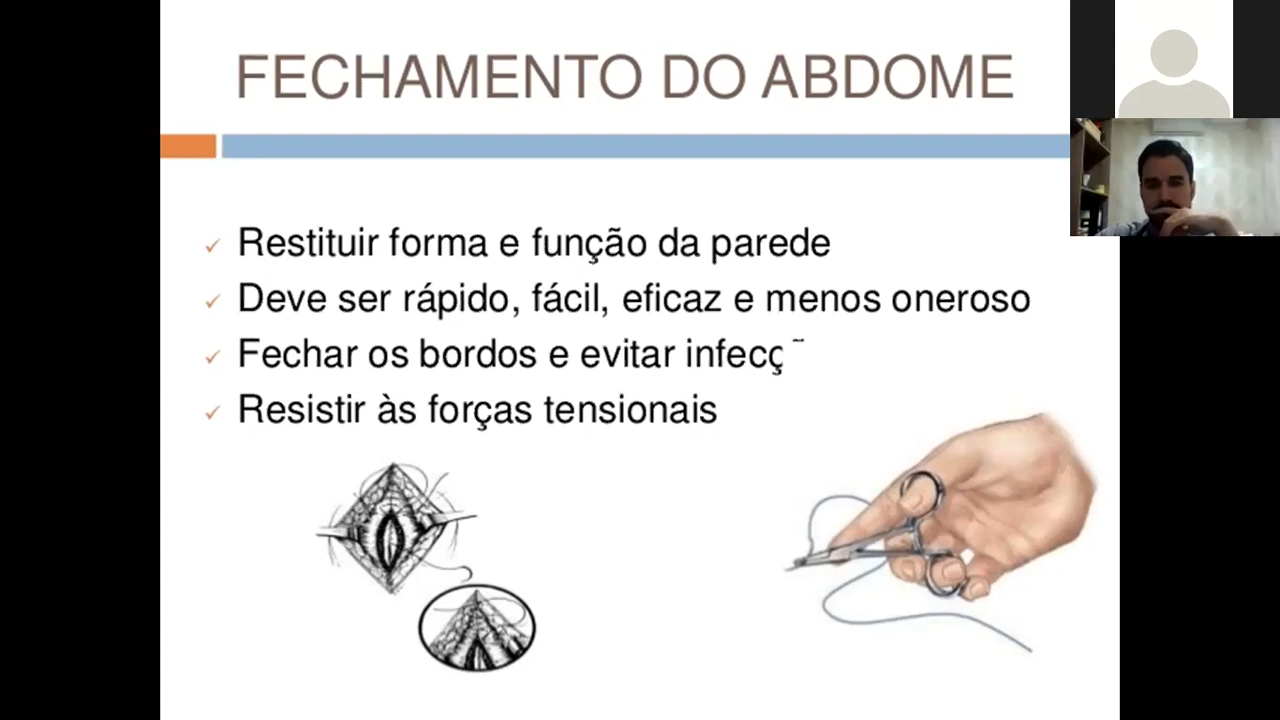 FECHAMENTO DO ABDOME
Restituir forma e função da parede
Deve ser rápido, fácil, eficaz e menos oneroso
Fechar os bordos e evitar
Resistir às forças tensionais